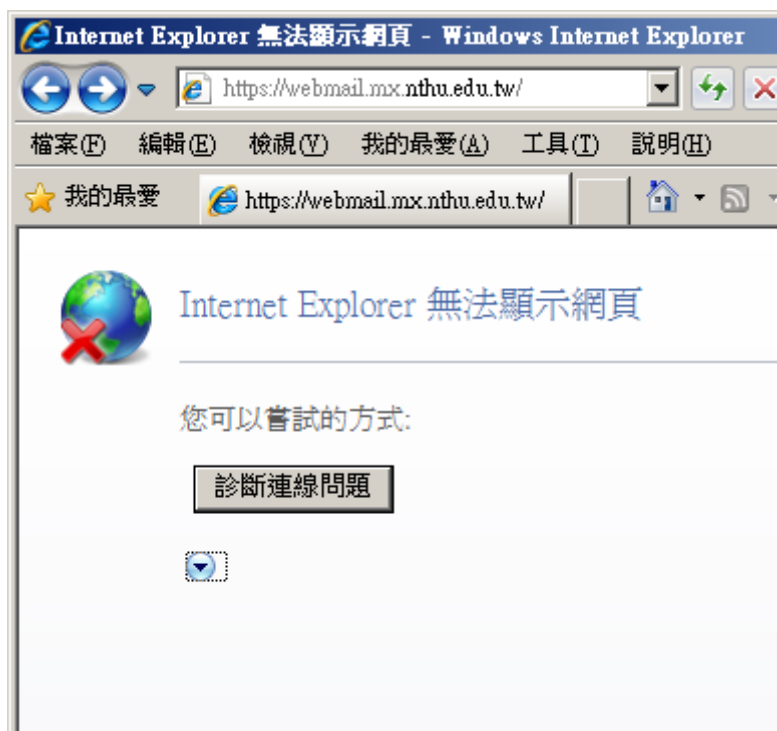 Internet Explorer 無法顯示網頁 - Windows Internet Explorer
https://webmail.mx.nthu.edu.tw/
檔案(F) 編輯(E) 檢視(V) 我的最愛(A) 工具(T) 說明(H)
我的最愛 https://webmail.mx.nthu.edu.tw/
Internet Explorer 無法顯示網頁
您可以嘗試的方式:
診斷連線問題